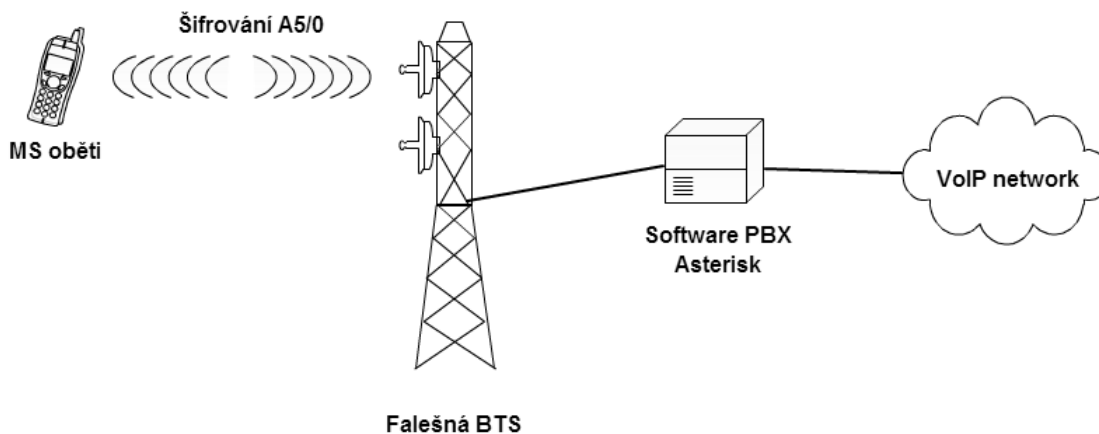 Šifrování A5/0
MS oběti
VoIP network
Software PBX
Asterisk
Falešná BTS